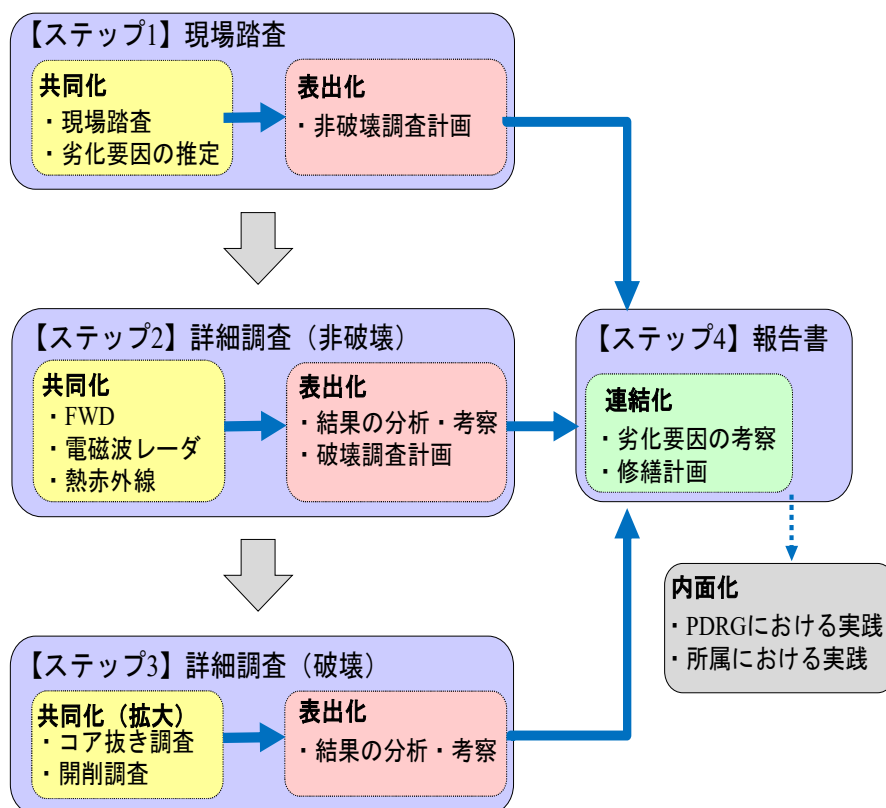 【ステップ1】現場踏査
共同化
・現場踏査
・劣化要因の推定
表出化
・非破壊調査計画
【ステップ2】詳細調査（非破壊）
共同化
・FWD
・電磁波レーダ
・熱赤外線
表出化
・結果の分析・考察
・破壊調査計画
【ステップ3】詳細調査（破壊）
共同化（拡大）
・コア抜き調査
・開削調査
表出化
・結果の分析・考察
【ステップ4】報告書
連結化
・劣化要因の考察
・修繕計画
内面化
・PDRGにおける実践
・所属における実践